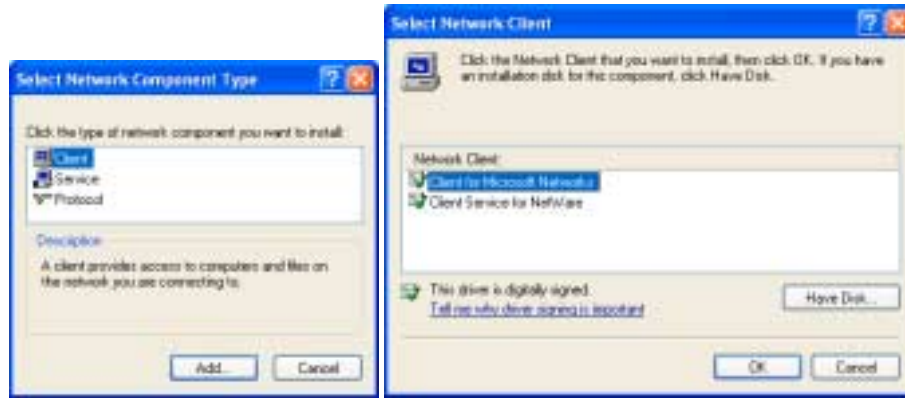 Select Network Component Type
Click the type of network component you want to install:
Client
Service
Protocol
Description
A client provides access to computers and files on
the network you are connecting to.
Add...
Cancel
Select Network Client
Click the Network Client that you want to install, then click OK. If you have
an installation disk for this component, click Have Disk.
Network Client:
Client for Microsoft Networks
Client Service for NetWare
This driver is digitally signed.
Tell me why driver signing is important
Have Disk...
OK
Cancel